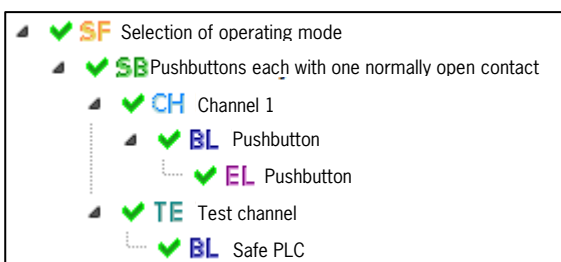 SF Selection of operating mode
SB Pushbuttons each with one normally open contact
CH Channel 1
BL Pushbutton
EL Pushbutton
TE Test channel
BL Safe PLC